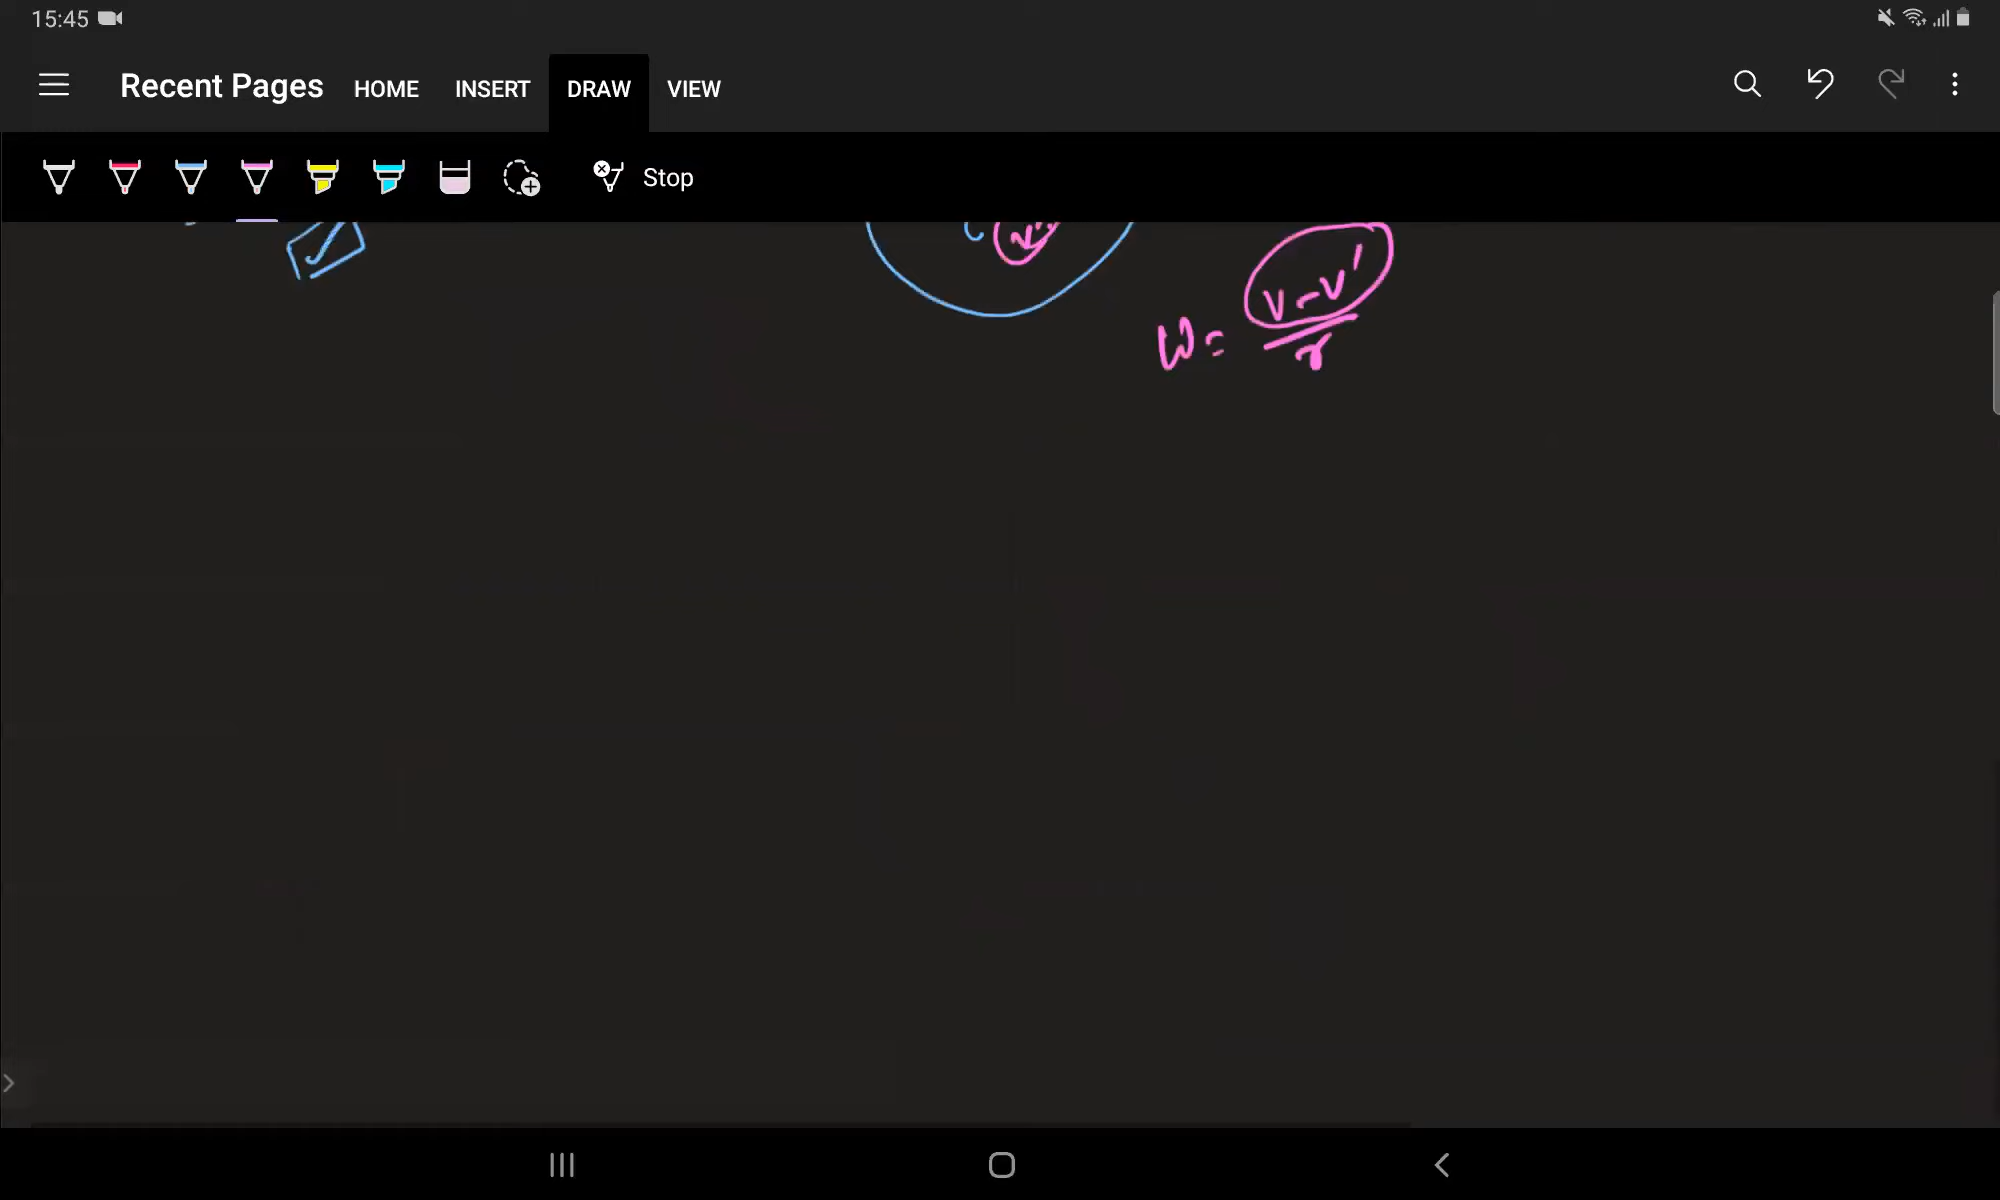 15:45
Recent Pages HOME INSERT DRAW VIEW
Stop
ω = v - v' / r